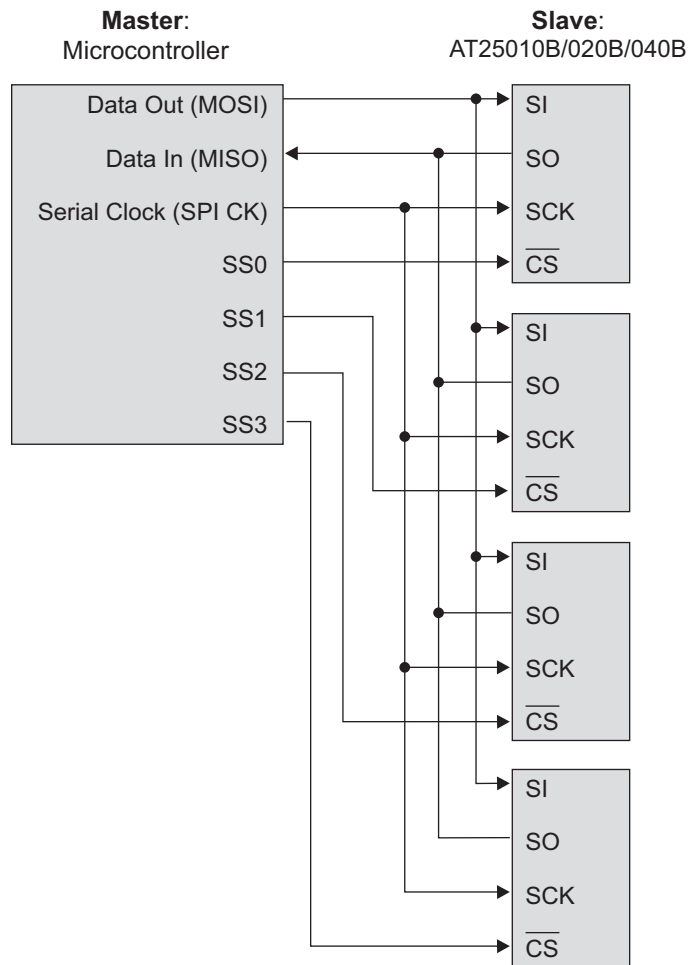 Master:
Microcontroller
Slave:
AT25010B/020B/040B
Data Out (MOSI)
Data In (MISO)
Serial Clock (SPI CK)
SS0
SS1
SS2
SS3
SI
SO
SCK
CS
SI
SO
SCK
CS
SI
SO
SCK
CS
SI
SO
SCK
CS